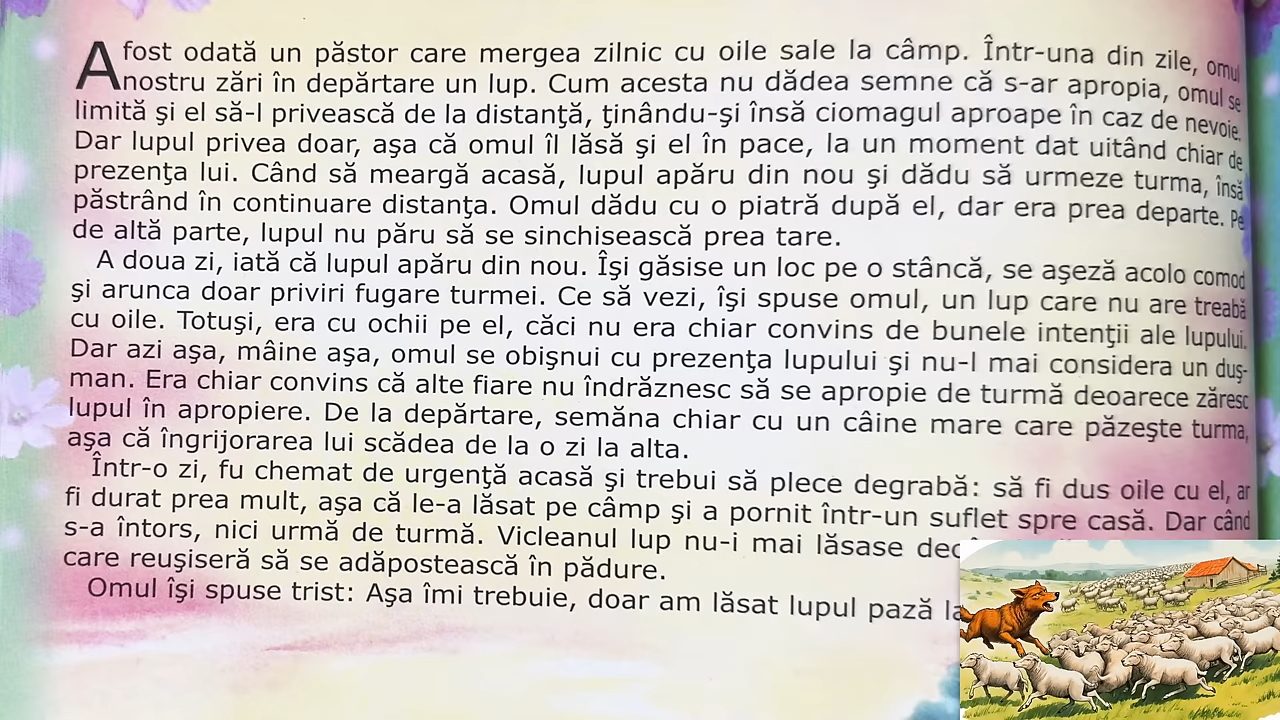 A fost odată un păstor care mergea zilnic cu oile sale la câmp. Într-una din zile, omul
nostru zări în depărtare un lup. Cum acesta nu dădea semne că s-ar apropia, omul se
limită şi el să-l privească de la distanţă, ţinându-şi însă ciomagul aproape în caz de nevoie.
Dar lupul privea doar, aşa că omul îl lăsă şi el în pace, la un moment dat uitând chiar de
prezenţa lui. Când să meargă acasă, lupul apăru din nou şi dădu să urmeze turma, însă
păstrând în continuare distanţa. Omul dădu cu o piatră după el, dar era prea departe. Pe
de altă parte, lupul nu păru să se sinchisească prea tare.
A doua zi, iată că lupul apăru din nou. Îşi găsise un loc pe o stâncă, se aşeză acolo comod
şi arunca doar priviri fugare turmei. Ce să vezi, îşi spuse omul, un lup care nu are treabă
cu oile. Totuşi, era cu ochii pe el, căci nu era chiar convins de bunele intenţii ale lupului.
Dar azi aşa, mâine aşa, omul se obişnui cu prezenţa lupului şi nu-l mai considera un duş-
man. Era chiar convins că alte fiare nu îndrăznesc să se apropie de turmă deoarece zăresc
lupul în apropiere. De la depărtare, semăna chiar cu un câine mare care păzeşte turma,
aşa că îngrijorarea lui scădea de la o zi la alta.
Într-o zi, fu chemat de urgenţă acasă şi trebui să plece degrabă: să fi dus oile cu el, ar
fi durat prea mult, aşa că le-a lăsat pe câmp şi a pornit într-un suflet spre casă. Dar când
s-a întors, nici urmă de turmă. Vicleanul lup nu-i mai lăsase
care reuşiseră să se adăpostească în pădure.
Omul îşi spuse trist: Aşa îmi trebuie, doar am lăsat lupul pază